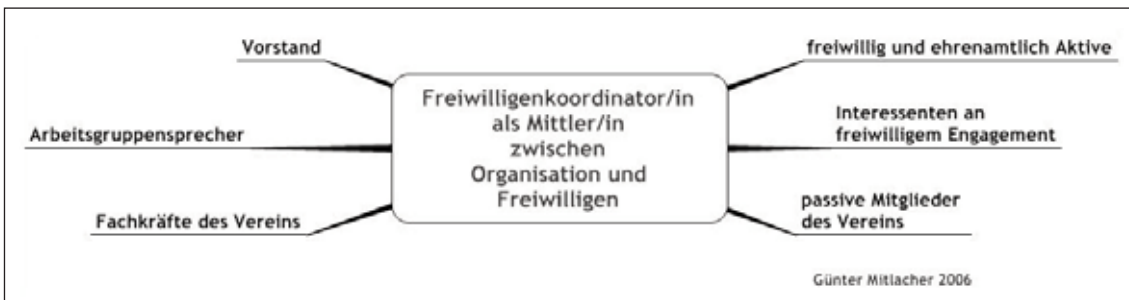 Vorstand
Arbeitsgruppensprecher
Fachkräfte des Vereins
Freiwilligenkoordinator/in
als Mittler/in
zwischen
Organisation und
Freiwilligen
freiwillig und ehrenamtlich Aktive
Interessenten an
freiwilligem Engagement
passive Mitglieder
des Vereins
Günter Mitlacher 2006